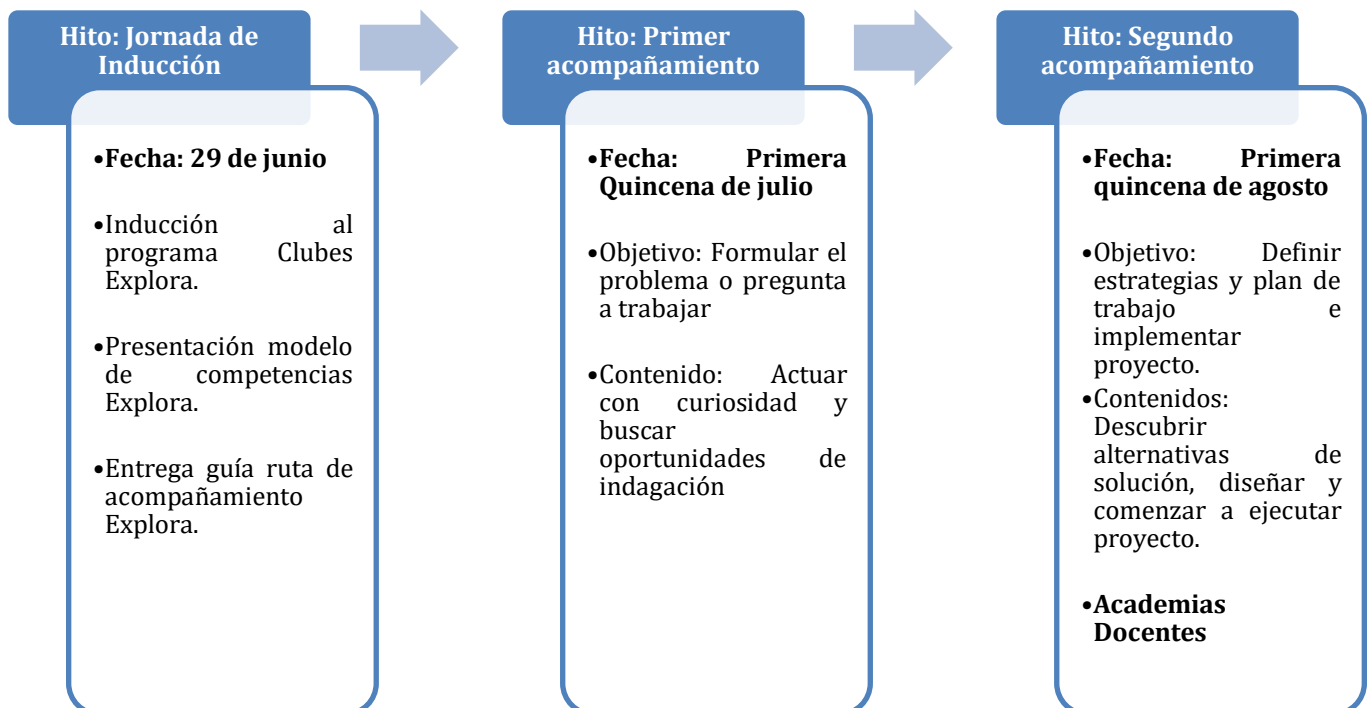 Hito: Jornada de
Inducción
•Fecha: 29 de junio
•Inducción al
programa Clubes
Explora.
•Presentación modelo
de competencias
Explora.
•Entrega guía ruta de
acompañamiento
Explora.
Hito: Primer
acompañamiento
•Fecha: Primera
Quincena de julio
•Objetivo: Formular el
problema o pregunta
a trabajar
•Contenido: Actuar
con curiosidad y
buscar
oportunidades de
indagación
Hito: Segundo
acompañamiento
•Fecha: Primera
quincena de agosto
•Objetivo: Definir
estrategias y plan de
trabajo e
implementar
proyecto.
•Contenidos:
Descubrir
alternativas de
solución, diseñar y
comenzar a ejecutar
proyecto.
•Academias
Docentes